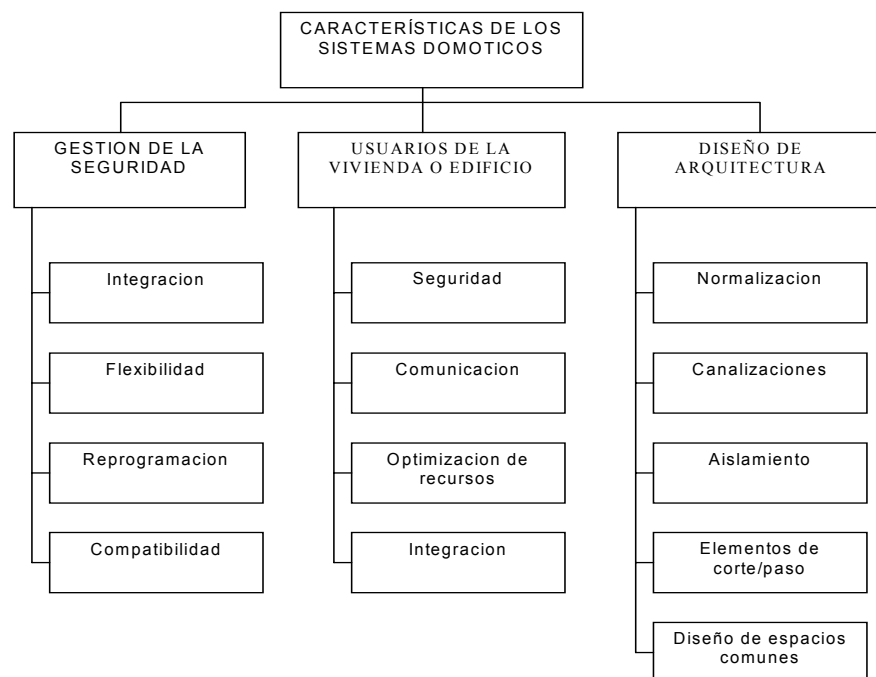 CARACTERÍSTICAS DE LOS
SISTEMAS DOMOTICOS
GESTION DE LA
SEGURIDAD
Integracion
Flexibilidad
Reprogramacion
Compatibilidad
USUARIOS DE LA
VIVIENDA O EDIFICIO
Seguridad
Comunicacion
Optimizacion de
recursos
Integracion
DISEÑO DE
ARQUITECTURA
Normalizacion
Canalizaciones
Aislamiento
Elementos de
corte/paso
Diseño de espacios
comunes